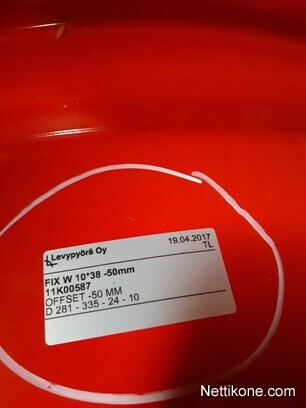 Levypyörä Oy
19.04.2017
TL
FIX W 10*38 -50mm
11K00587
OFFSET -50 MM
D 281 - 335 - 24 - 10
Nettikone.com